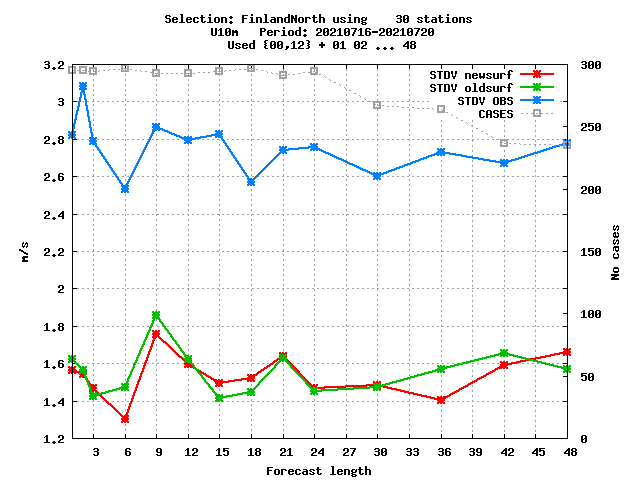 Selection: FinlandNorth using    30 stations
U10m   Period: 20210716-20210720
Used {00,12} + 01 02 ... 48
STDV newsurf
STDV oldsurf
STDV OBS
CASES
3.2
3
2.8
2.6
2.4
2.2
2
1.8
1.6
1.4
1.2
m/s
300
250
200
150
100
50
0
No cases
3 6 9 12 15 18 21 24 27 30 33 36 39 42 45 48
Forecast length